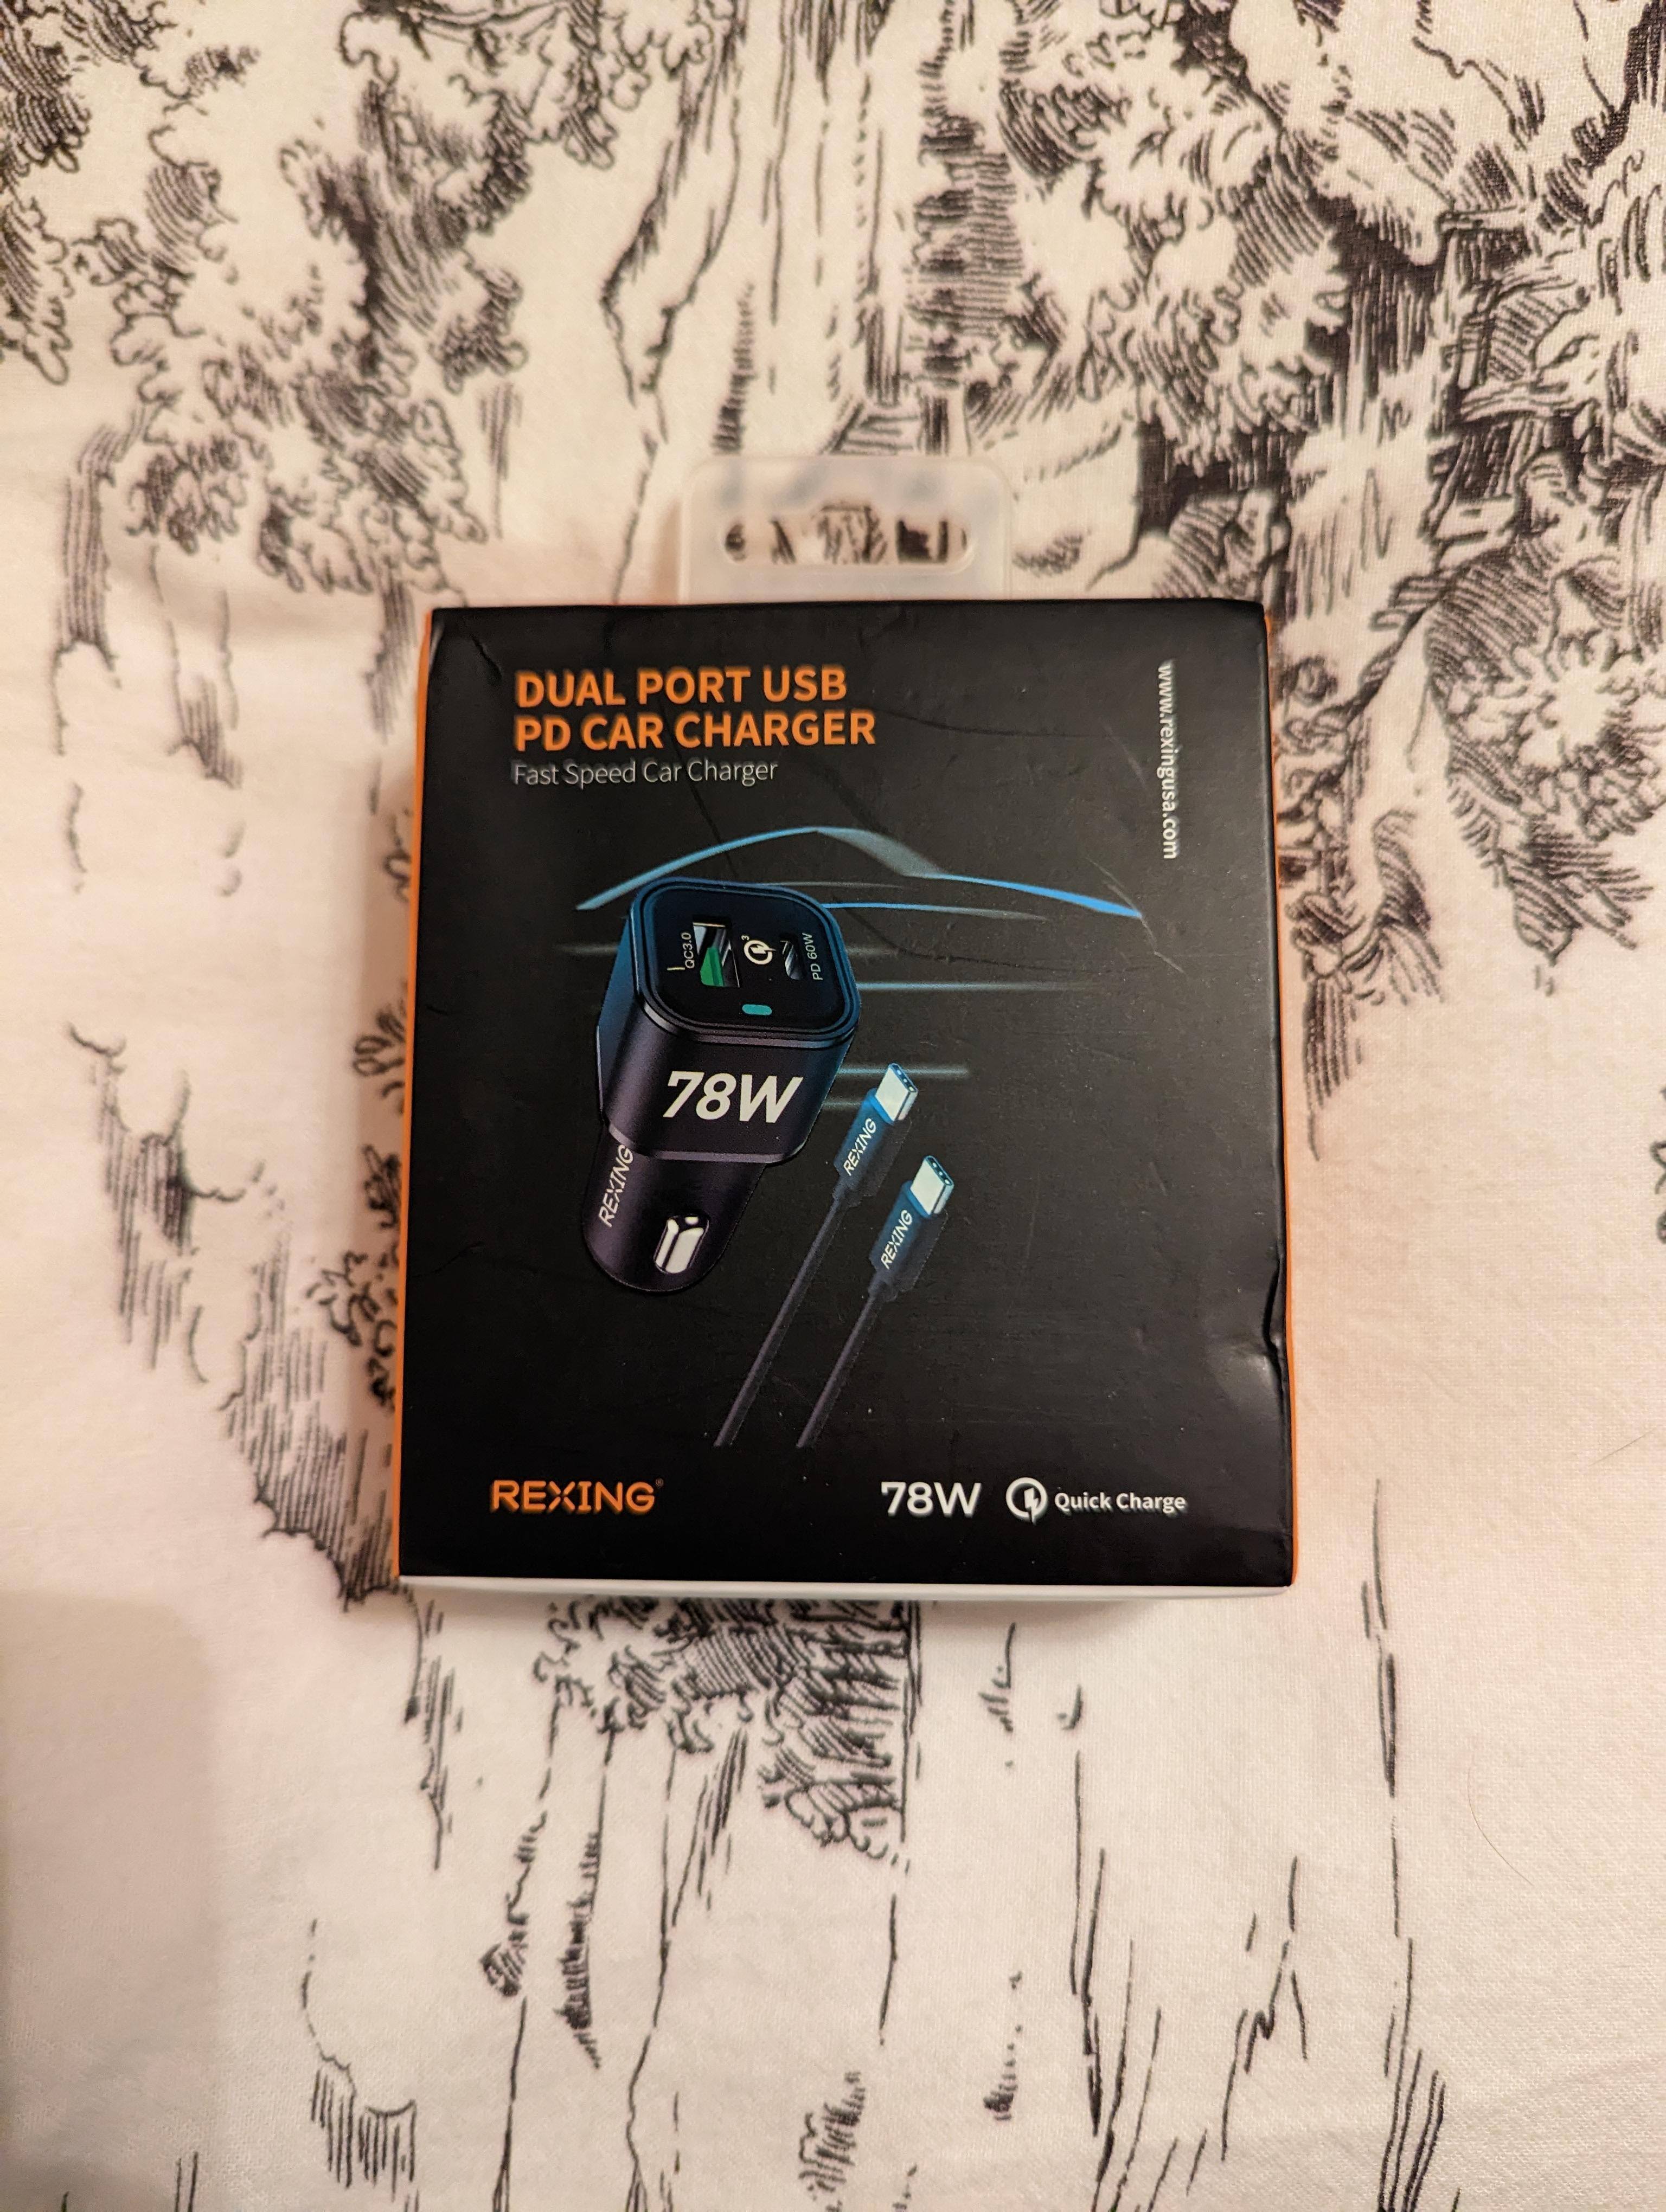 DUAL PORT USB
PD CAR CHARGER
Fast Speed Car Charger
www.rexingusa.com
QC3.0
3
PD 60W
78W
REXING
REXING
REXING
REXING®
78W Quick Charge